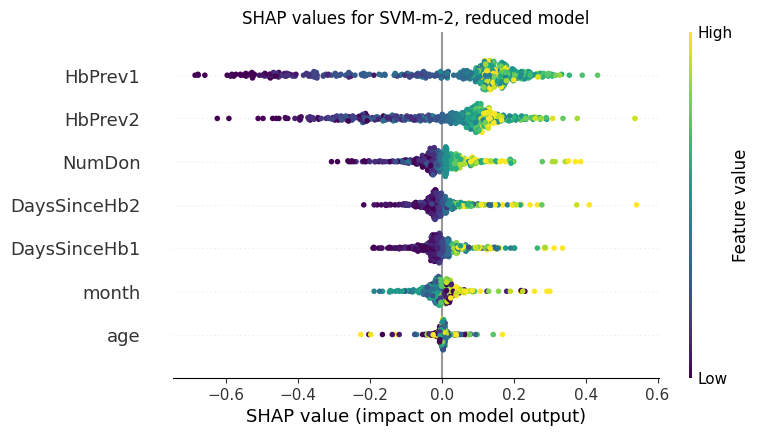 SHAP values for SVM-m-2, reduced model
High
HbPrev1
HbPrev2
NumDon
DaysSinceHb2
DaysSinceHb1
month
age
Feature value
Low
−0.6 −0.4 −0.2 0.0 0.2 0.4 0.6
SHAP value (impact on model output)